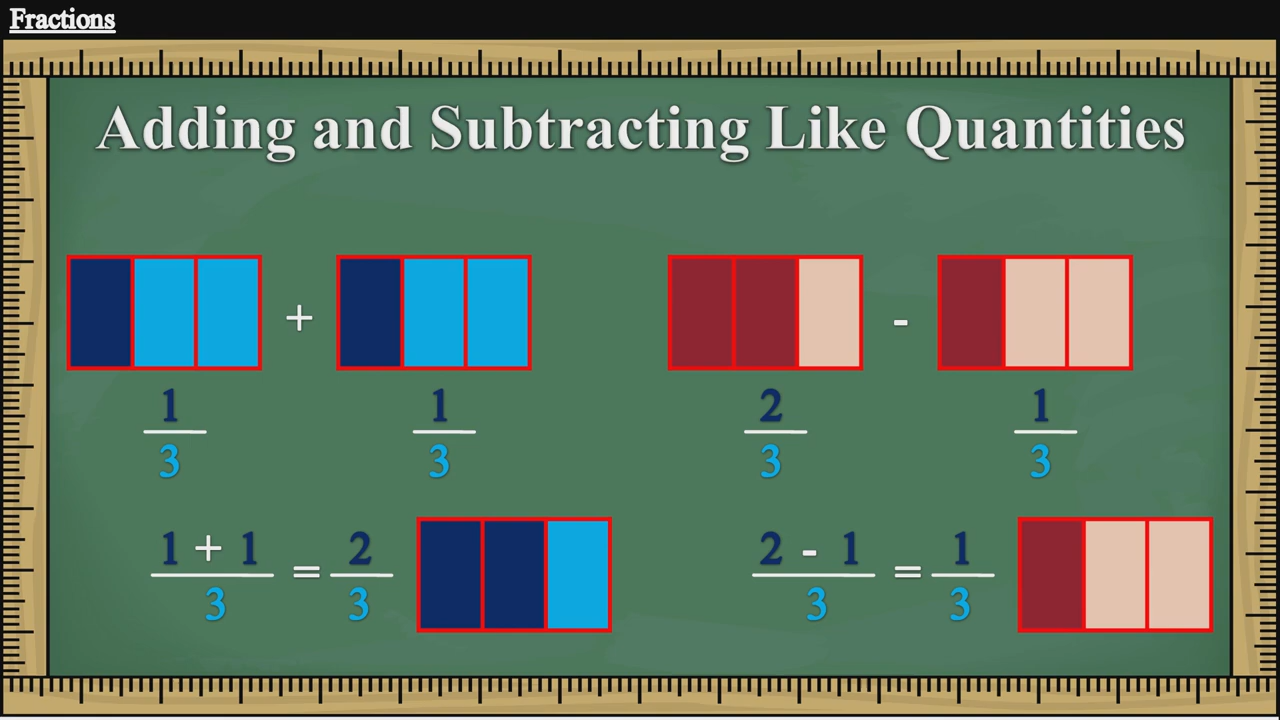 Fractions
Adding and Subtracting Like Quantities
+ -
1/3 1/3 2/3 1/3
(1 + 1)/3 = 2/3 (2 - 1)/3 = 1/3